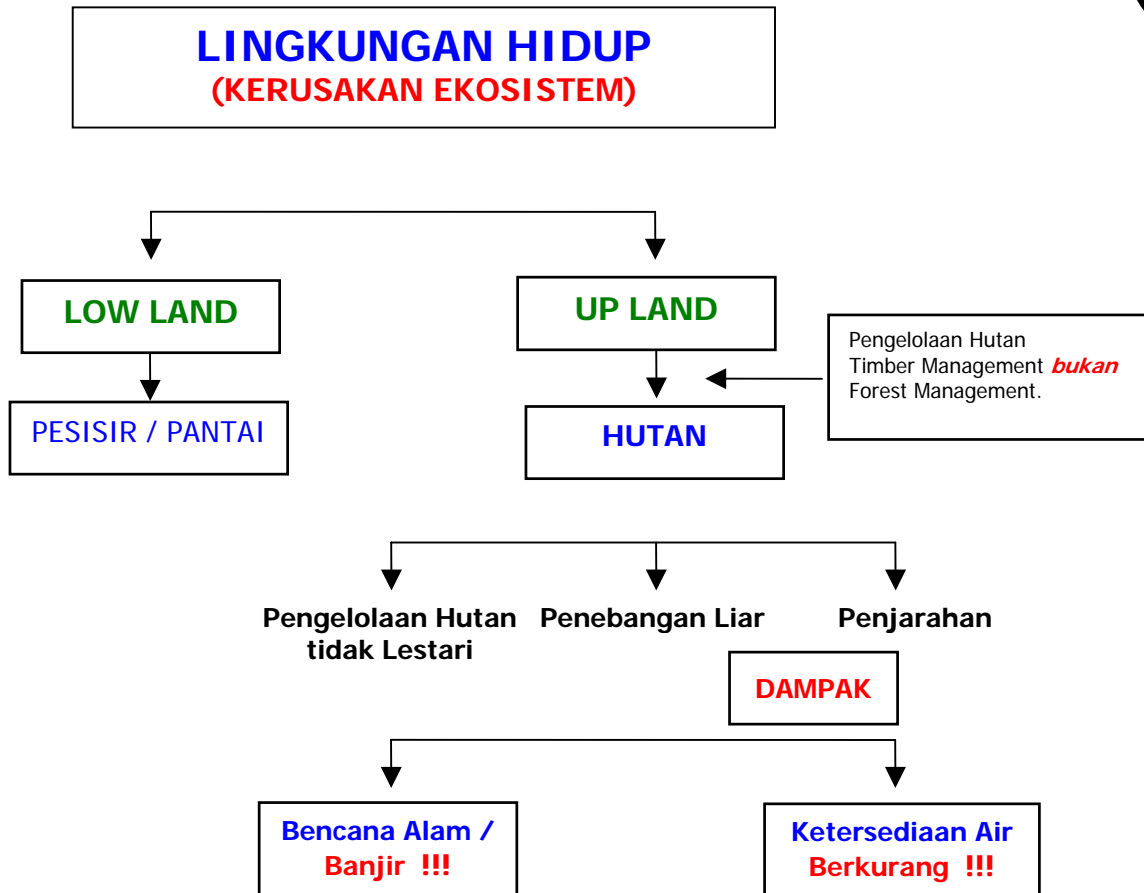 LINGKUNGAN HIDUP
(KERUSAKAN EKOSISTEM)
LOW LAND
UP LAND
Pengelolaan Hutan
Timber Management bukan
Forest Management.
PESISIR / PANTAI
HUTAN
Pengelolaan Hutan
tidak Lestari
Penebangan Liar
Penjarahan
DAMPAK
Bencana Alam /
Banjir !!!
Ketersediaan Air
Berkurang !!!